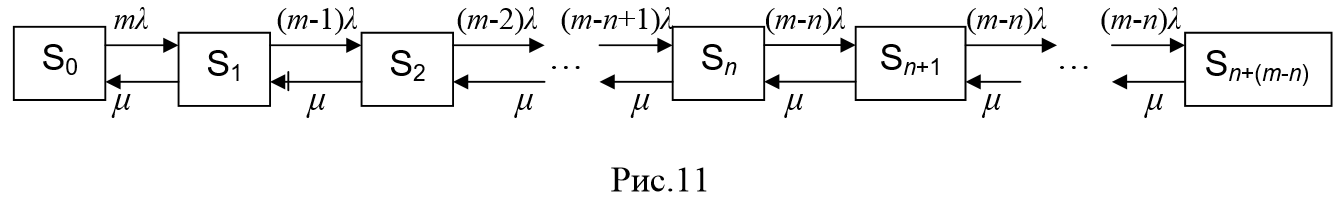 mλ (m-1)λ (m-2)λ (m-n+1)λ (m-n)λ (m-n)λ (m-n)λ
S0 S1 S2 … Sn Sn+1 … Sn+(m-n)
μ μ μ μ μ μ μ
Рис.11